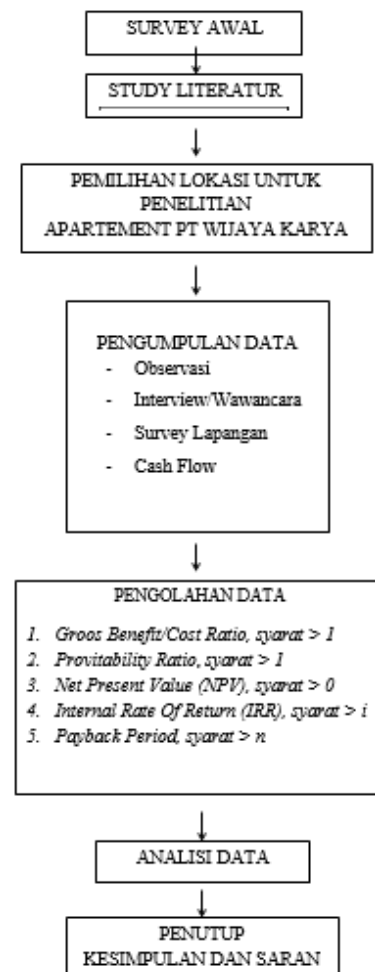 SURVEY AWAL
STUDY LITERATUR
PEMILIHAN LOKASI UNTUK
PENELITIAN
APARTEMENT PT WIJAYA KARYA
PENGUMPULAN DATA
- Observasi
- Interview/Wawancara
- Survey Lapangan
- Cash Flow
PENGOLAHAN DATA
1. Groos Benefit/Cost Ratio, syarat > 1
2. Provitability Ratio, syarat > 1
3. Net Present Value (NPV), syarat > 0
4. Internal Rate Of Return (IRR), syarat > i
5. Payback Period, syarat > n
ANALISI DATA
PENUTUP
KESIMPULAN DAN SARAN